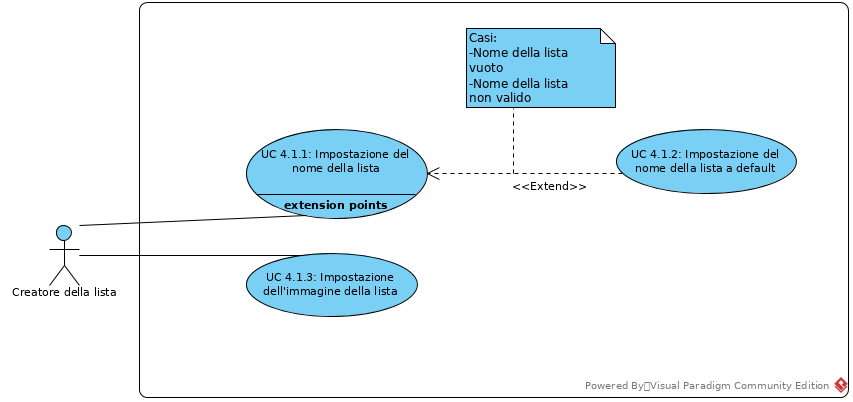 Casi:
-Nome della lista
vuoto
-Nome della lista
non valido
UC 4.1.1: Impostazione del
nome della lista
extension points
UC 4.1.2: Impostazione del
nome della lista a default
<<Extend>>
UC 4.1.3: Impostazione
dell'immagine della lista
Creatore della lista
Powered By Visual Paradigm Community Edition